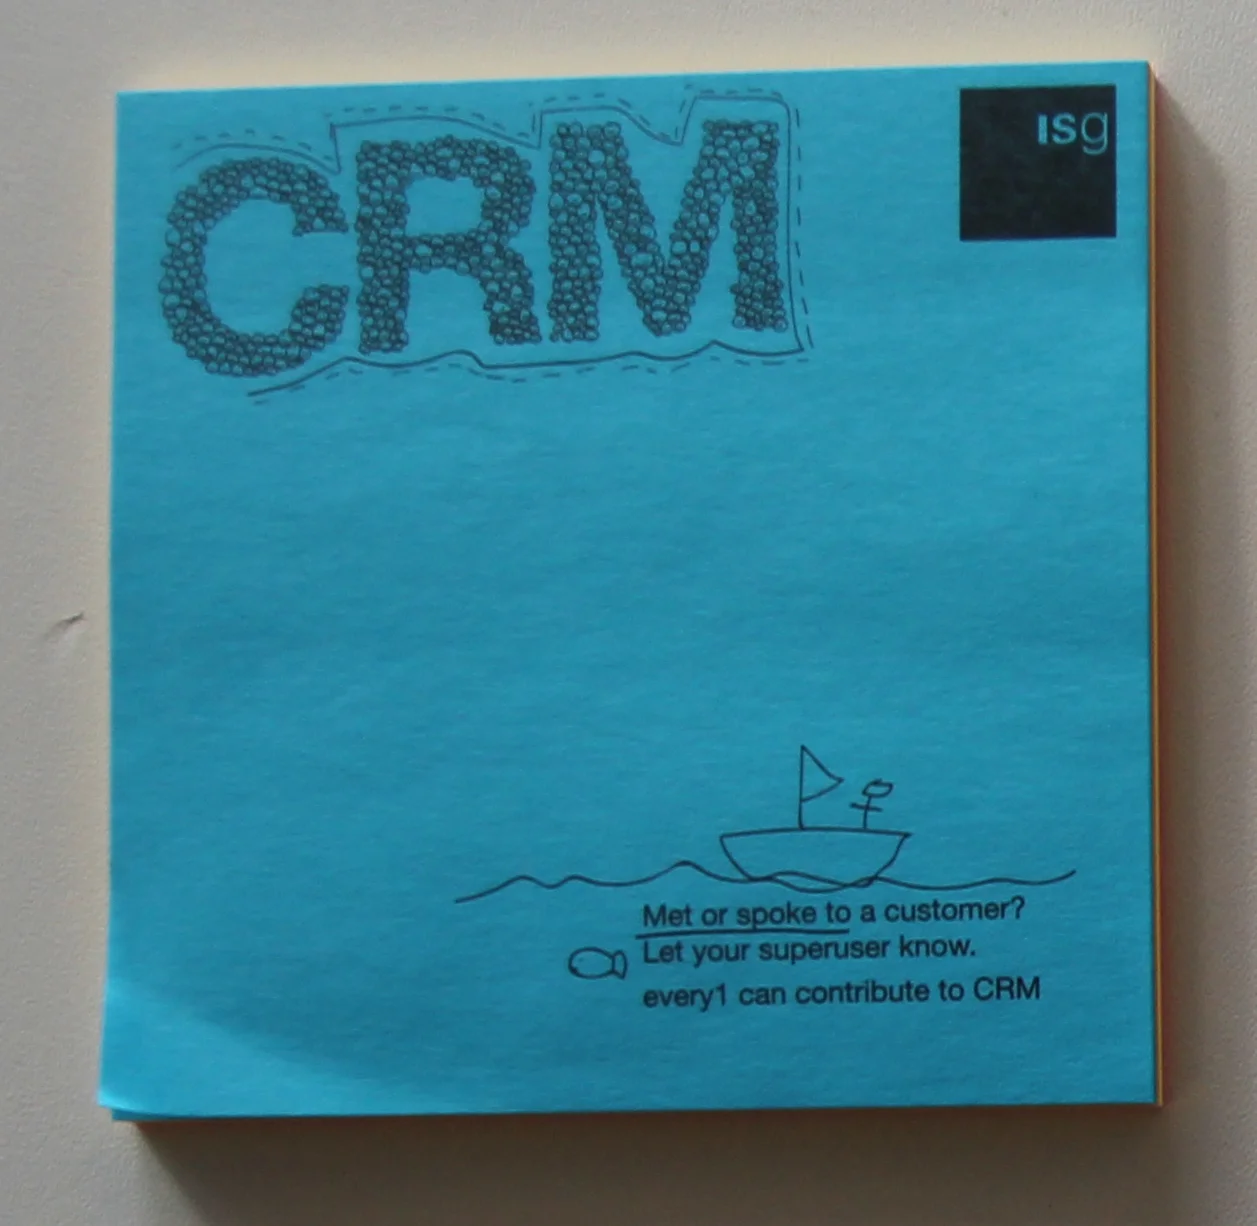 CRM
isg
Met or spoke to a customer?
Let your superuser know.
every1 can contribute to CRM